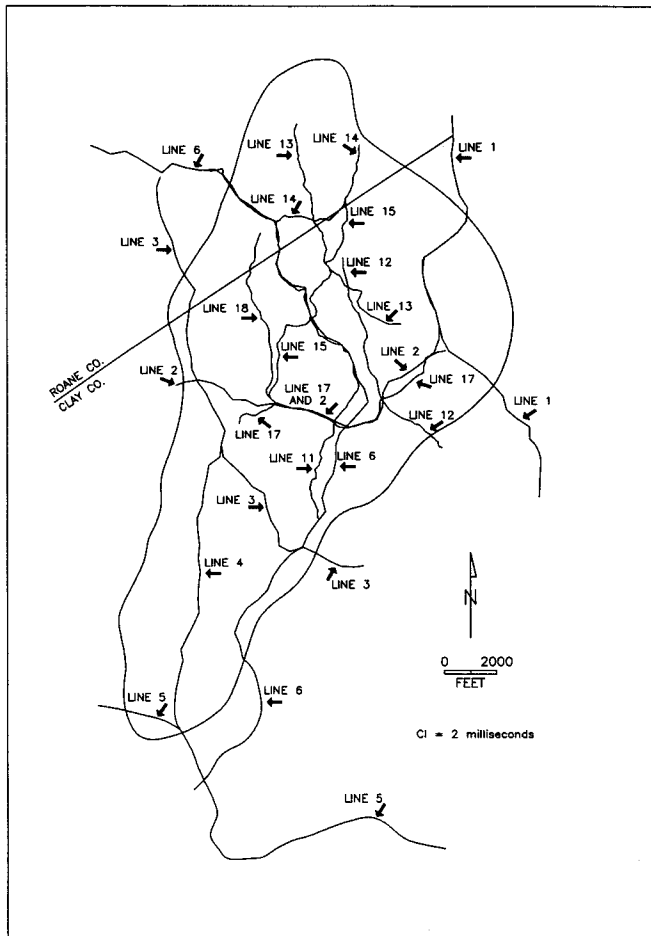 LINE 6
LINE 13
LINE 14
LINE 1
LINE 14
LINE 15
LINE 3
LINE 12
LINE 18
LINE 13
LINE 15
LINE 2
ROANE CO.
CLAY CO.
LINE 2
LINE 17
LINE 17
AND 2
LINE 1
LINE 17
LINE 12
LINE 11
LINE 6
LINE 3
LINE 4
LINE 3
N
0 2000
FEET
LINE 5
LINE 6
CI = 2 milliseconds
LINE 5